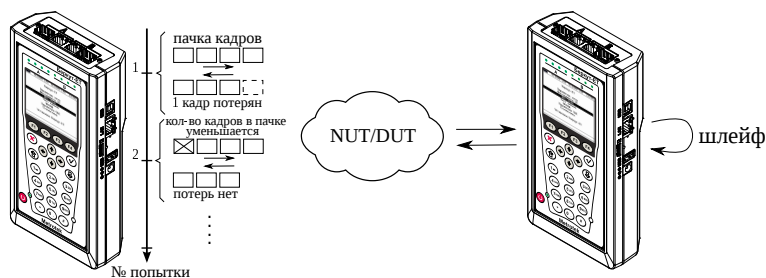 пачка кадров
1
1 кадр потерян
кол-во кадров в пачке
уменьшается
2
потерь нет
№ попытки
NUT/DUT
шлейф